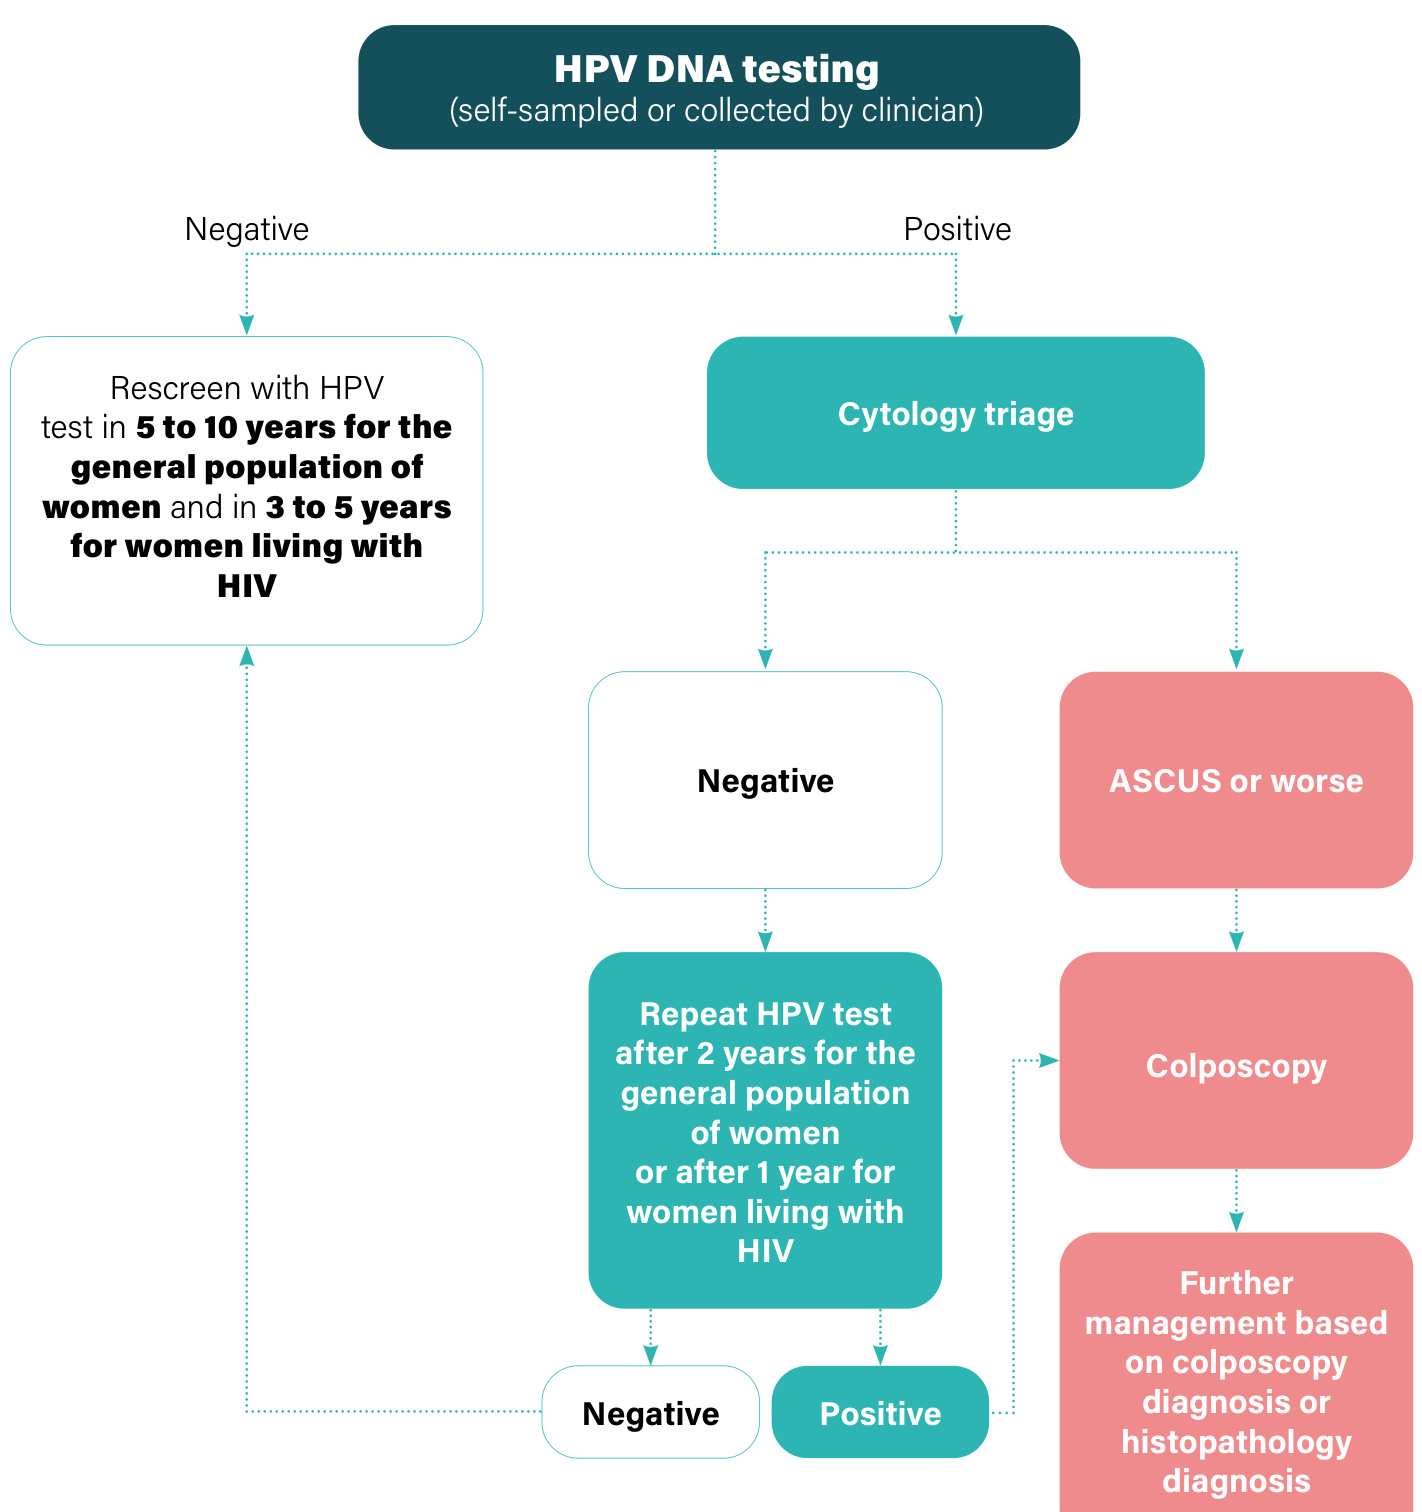 HPV DNA testing
(self-sampled or collected by clinician)
Negative
Positive
Rescreen with HPV
test in 5 to 10 years for the
general population of
women and in 3 to 5 years
for women living with
HIV
Cytology triage
Negative
ASCUS or worse
Repeat HPV test
after 2 years for the
general population
of women
or after 1 year for
women living with
HIV
Colposcopy
Negative
Positive
Further
management based
on colposcopy
diagnosis or
histopathology
diagnosis